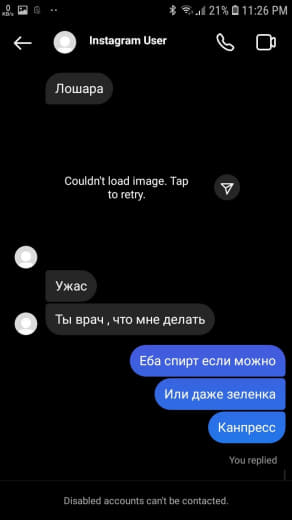 0
KB/s
21% 11:26 PM
Instagram User
Лошара
Couldn't load image. Tap
to retry.
Ужас
Ты врач , что мне делать
Еба спирт если можно
Или даже зеленка
Канпресс
You replied
Disabled accounts can't be contacted.